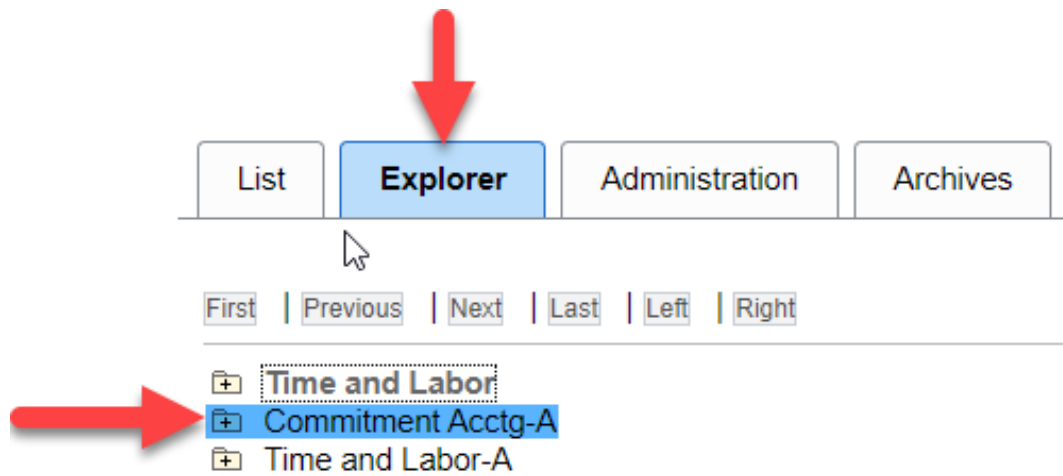 List Explorer Administration Archives
First | Previous | Next | Last | Left | Right
Time and Labor
Commitment Acctg-A
Time and Labor-A